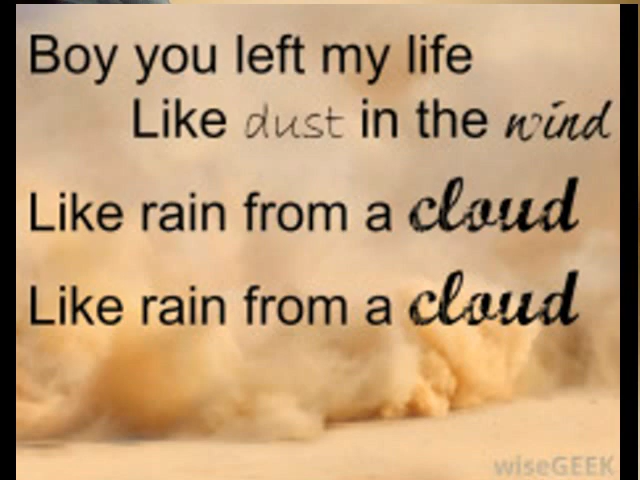 Boy you left my life
Like dust in the wind
Like rain from a cloud
Like rain from a cloud
wiseGEEK